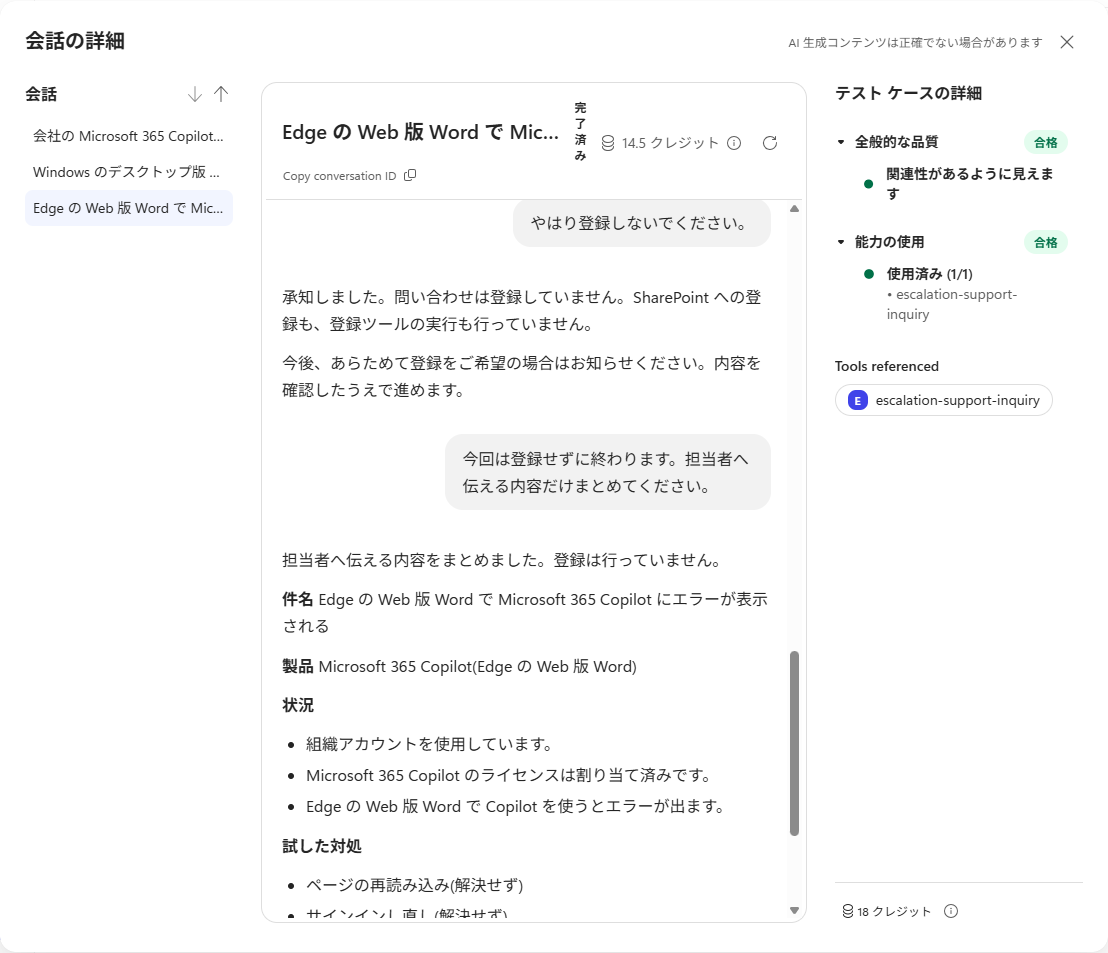 会話の詳細
AI 生成コンテンツは正確でない場合があります
会話
会社の Microsoft 365 Copilot...
Windows のデスクトップ版 ...
Edge の Web 版 Word で Mic...
Edge の Web 版 Word で Mic...
完了済み
14.5 クレジット
Copy conversation ID
やはり登録しないでください。
承知しました。問い合わせは登録していません。SharePoint への登
録も、登録ツールの実行も行っていません。
今後、あらためて登録をご希望の場合はお知らせください。内容を
確認したうえで進めます。
今回は登録せずに終わります。担当者へ
伝える内容だけまとめてください。
担当者へ伝える内容をまとめました。登録は行っていません。
件名 Edge の Web 版 Word で Microsoft 365 Copilot にエラーが表示
される
製品 Microsoft 365 Copilot(Edge の Web 版 Word)
状況
• 組織アカウントを使用しています。
• Microsoft 365 Copilot のライセンスは割り当て済みです。
• Edge の Web 版 Word で Copilot を使うとエラーが出ます。
試した対処
• ページの再読み込み(解決せず)
• サインインし直し(解決せず)
テスト ケースの詳細
全般的な品質
合格
関連性があるように見えま
す
能力の使用
合格
使用済み (1/1)
• escalation-support-
inquiry
Tools referenced
E escalation-support-inquiry
18 クレジット